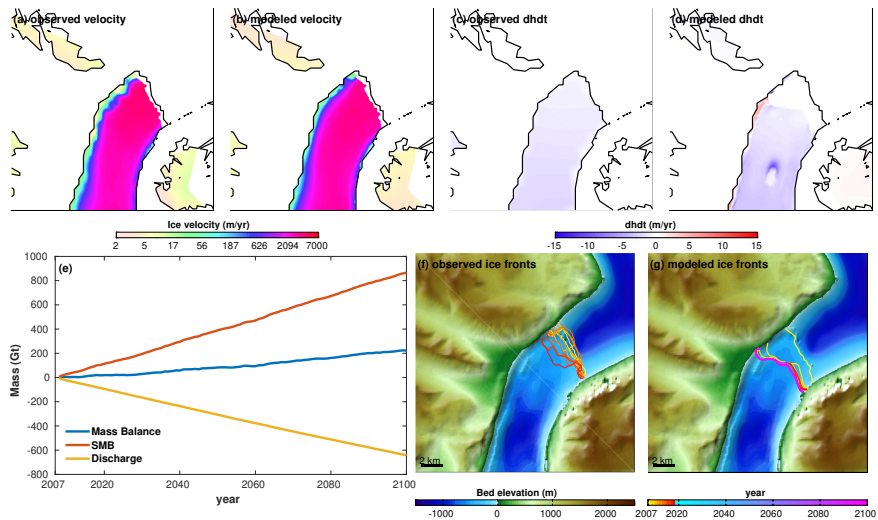 (a) observed velocity
(b) modeled velocity
(c) observed dhdt
(d) modeled dhdt
Ice velocity (m/yr)
2 5 17 56 187 626 2094 7000
dhdt (m/yr)
-15 -10 -5 0 5 10 15
(e)
1000
800
600
400
200
0
-200
-400
-600
-800
Mass (Gt)
Mass Balance
SMB
Discharge
2007 2020 2040 2060 2080 2100
year
(f) observed ice fronts
2 km
(g) modeled ice fronts
2 km
Bed elevation (m)
-1000 0 1000 2000
year
2007 2020 2040 2060 2080 2100